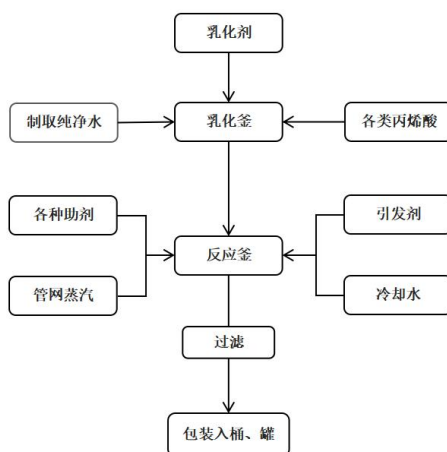 乳化剂
制取纯净水
乳化釜
各类丙烯酸
各种助剂
引发剂
反应釜
管网蒸汽
冷却水
过滤
包装入桶、罐